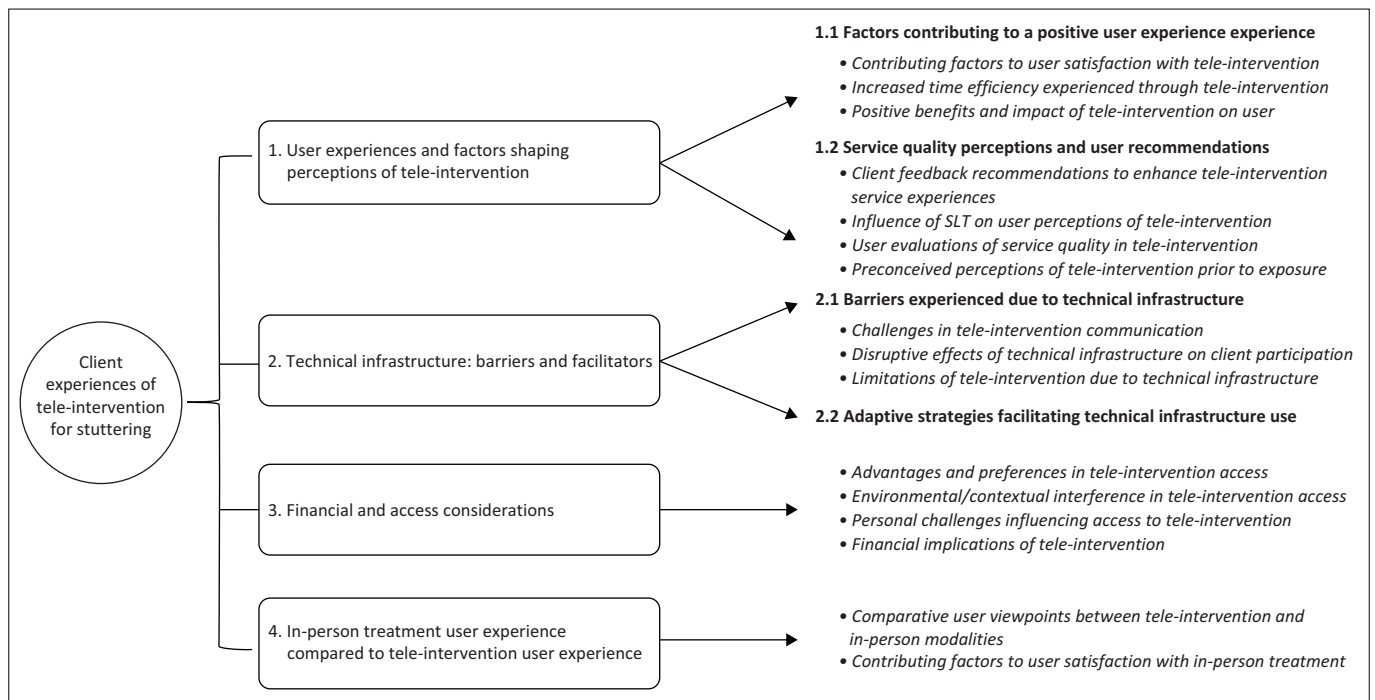 Client
experiences of
tele-intervention
for stuttering
1. User experiences and factors shaping
perceptions of tele-intervention
1.1 Factors contributing to a positive user experience experience
• Contributing factors to user satisfaction with tele-intervention
• Increased time efficiency experienced through tele-intervention
• Positive benefits and impact of tele-intervention on user
1.2 Service quality perceptions and user recommendations
• Client feedback recommendations to enhance tele-intervention
service experiences
• Influence of SLT on user perceptions of tele-intervention
• User evaluations of service quality in tele-intervention
• Preconceived perceptions of tele-intervention prior to exposure
2. Technical infrastructure: barriers and facilitators
2.1 Barriers experienced due to technical infrastructure
• Challenges in tele-intervention communication
• Disruptive effects of technical infrastructure on client participation
• Limitations of tele-intervention due to technical infrastructure
2.2 Adaptive strategies facilitating technical infrastructure use
3. Financial and access considerations
• Advantages and preferences in tele-intervention access
• Environmental/contextual interference in tele-intervention access
• Personal challenges influencing access to tele-intervention
• Financial implications of tele-intervention
4. In-person treatment user experience
compared to tele-intervention user experience
• Comparative user viewpoints between tele-intervention and
in-person modalities
• Contributing factors to user satisfaction with in-person treatment